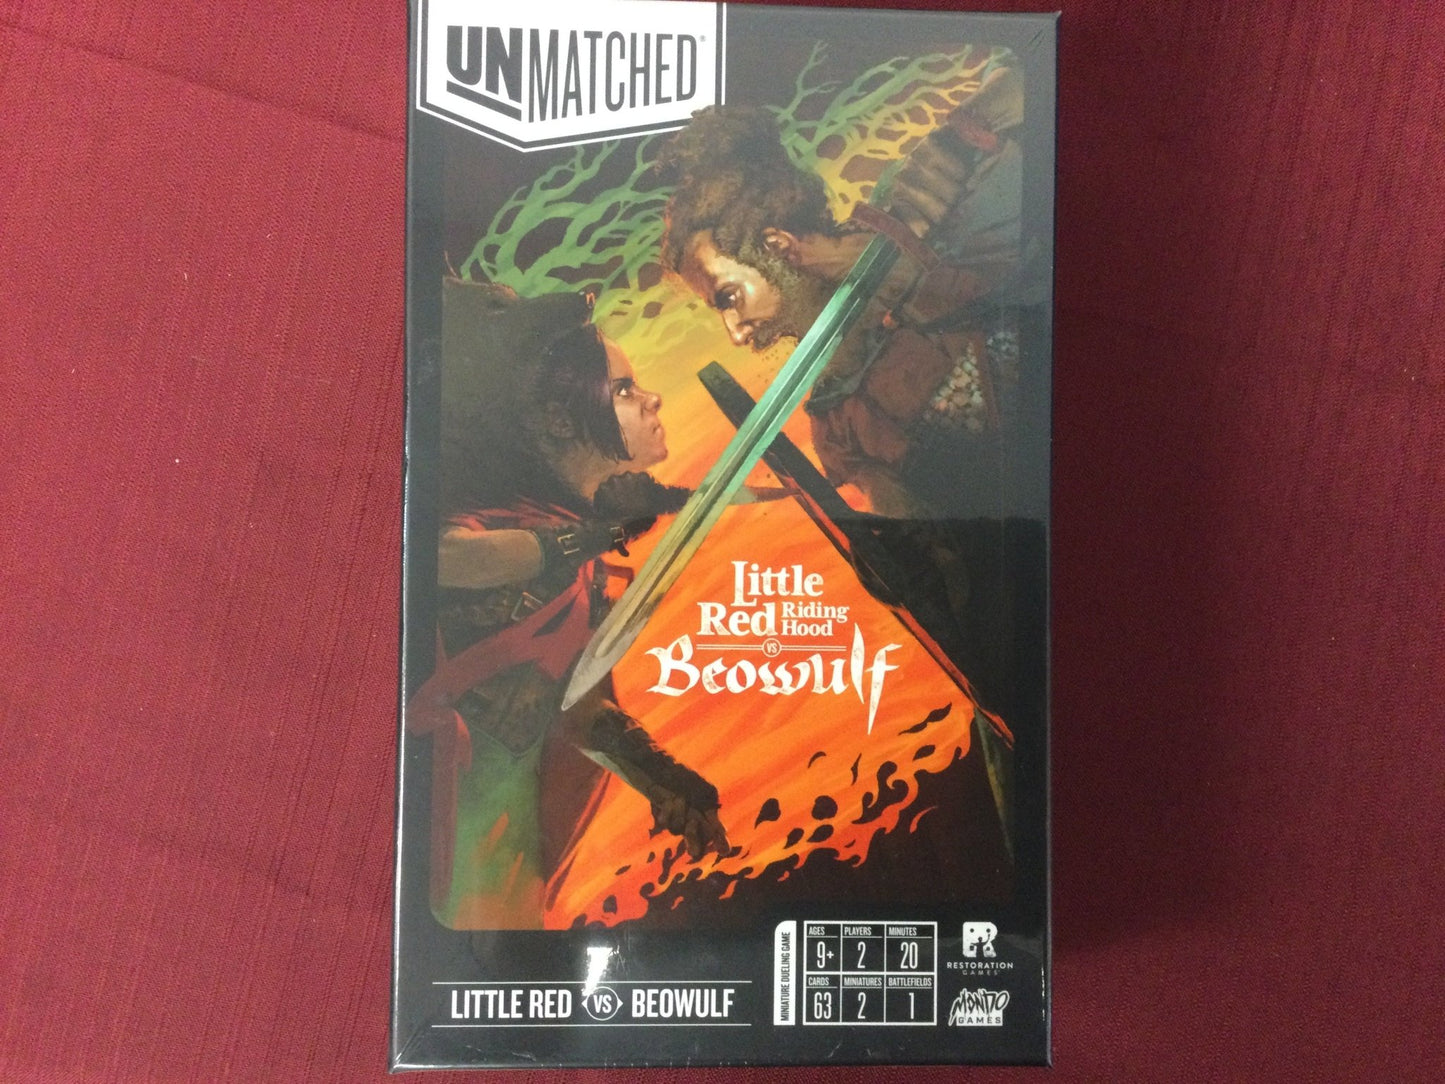 UNMATCHED®
Little
Red Riding Hood
VS
Beowulf
LITTLE RED VS BEOWULF
MINIATURE DUELING GAME
AGES PLAYERS MINUTES
9+ 2 20
CARDS MINIATURES BATTLEFIELDS
63 2 1
RESTORATION
GAMES
MONDO
GAMES